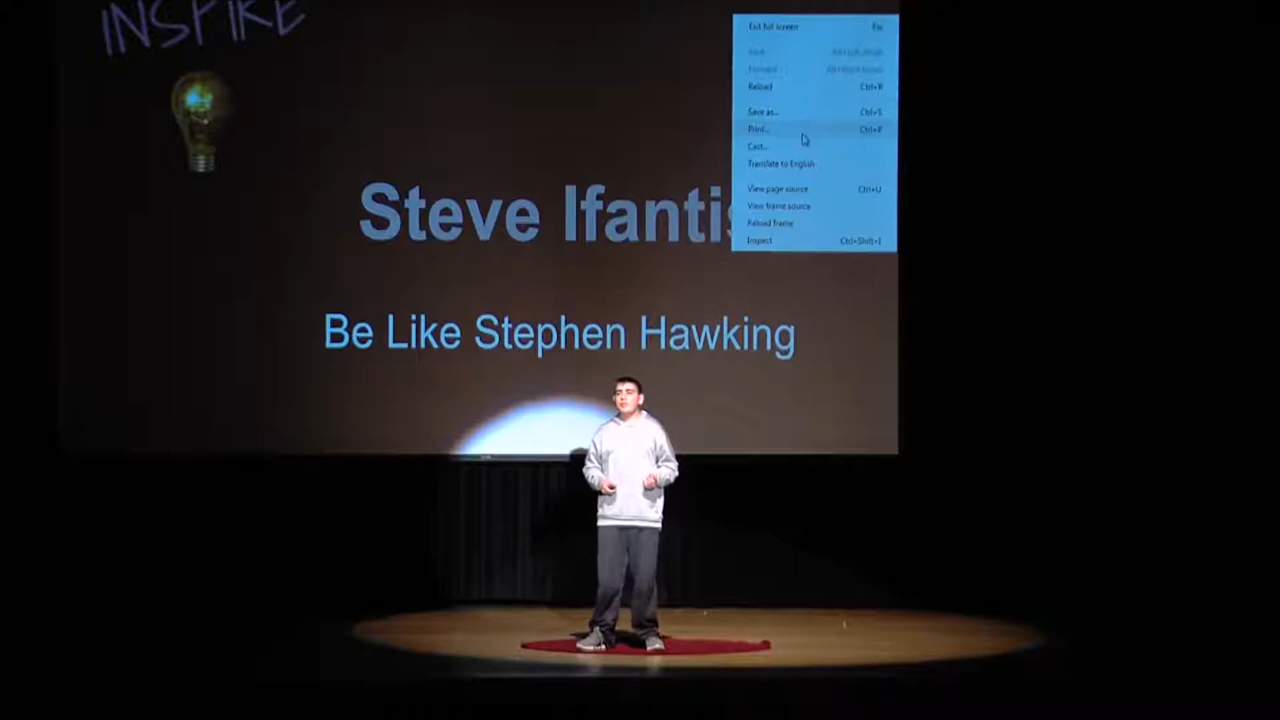 INSPIRE
Steve Ifantis
Be Like Stephen Hawking
Exit full screen Esc
Reload Ctrl+R
Save as... Ctrl+S
Print... Ctrl+P
Cast...
Translate to English
View page source Ctrl+U
View frame source
Reload frame
Inspect Ctrl+Shift+I